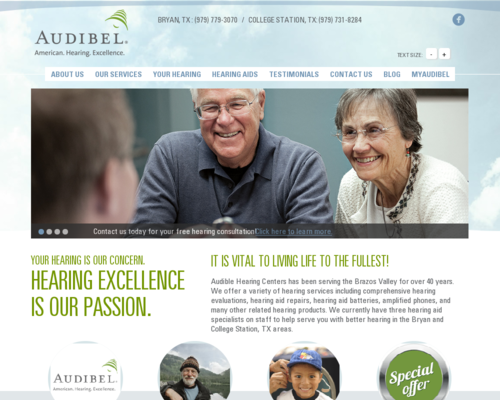 AUDIBEL®
American. Hearing. Excellence.
BRYAN, TX : (979) 779-3070 / COLLEGE STATION, TX (979) 731-8284
f
TEXT SIZE: - +
ABOUT US OUR SERVICES YOUR HEARING HEARING AIDS TESTIMONIALS CONTACT US BLOG MYAUDIBEL
Contact us today for your free hearing consultation!Click here to learn more.
YOUR HEARING IS OUR CONCERN.
HEARING EXCELLENCE
IS OUR PASSION.
IT IS VITAL TO LIVING LIFE TO THE FULLEST!
Audible Hearing Centers has been serving the Brazos Valley for over 40 years.
We offer a variety of hearing services including comprehensive hearing
evaluations, hearing aid repairs, hearing aid batteries, amplified phones, and
many other related hearing products. We currently have three hearing aid
specialists on staff to help serve you with better hearing in the Bryan and
College Station, TX areas.
AUDIBEL®
American. Hearing. Excellence.
Special
offer